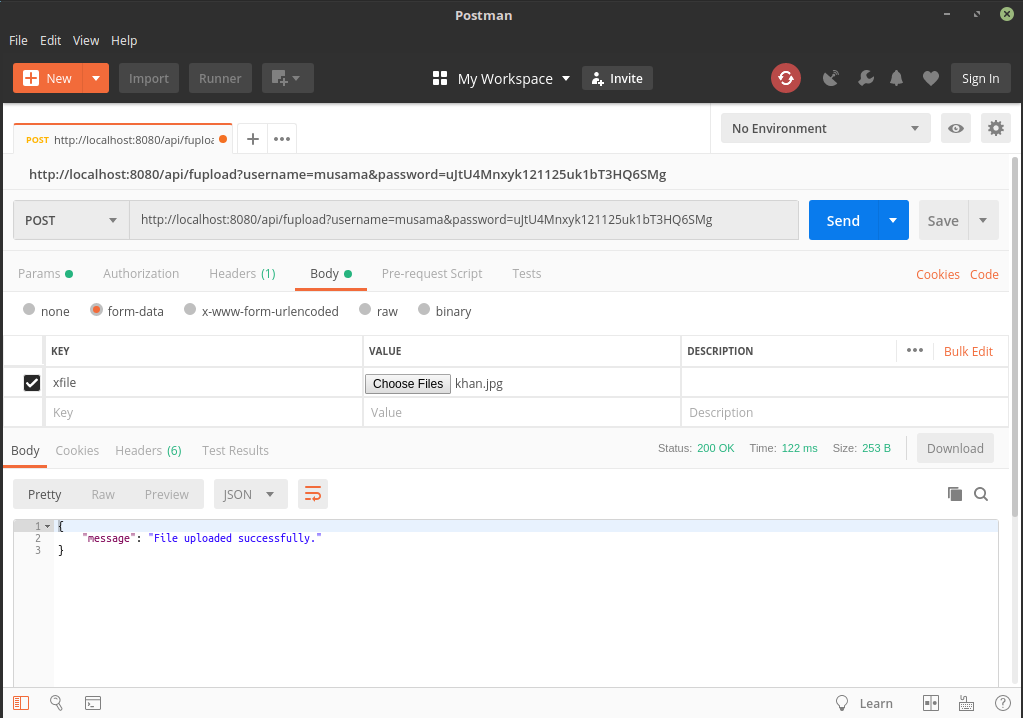 Postman
File Edit View Help
New Import Runner My Workspace Invite Sign In
POST http://localhost:8080/api/fuploa No Environment
http://localhost:8080/api/fupload?username=musama&password=uJtU4Mnxyk121125uk1bT3HQ6SMg
POST http://localhost:8080/api/fupload?username=musama&password=uJtU4Mnxyk121125uk1bT3HQ6SMg Send Save
Params Authorization Headers (1) Body Pre-request Script Tests Cookies Code
none form-data x-www-form-urlencoded raw binary
KEY VALUE DESCRIPTION Bulk Edit
xfile Choose Files khan.jpg
Key Value Description
Body Cookies Headers (6) Test Results Status: 200 OK Time: 122 ms Size: 253 B Download
Pretty Raw Preview JSON
1 {
2 "message": "File uploaded successfully."
3 }
Learn